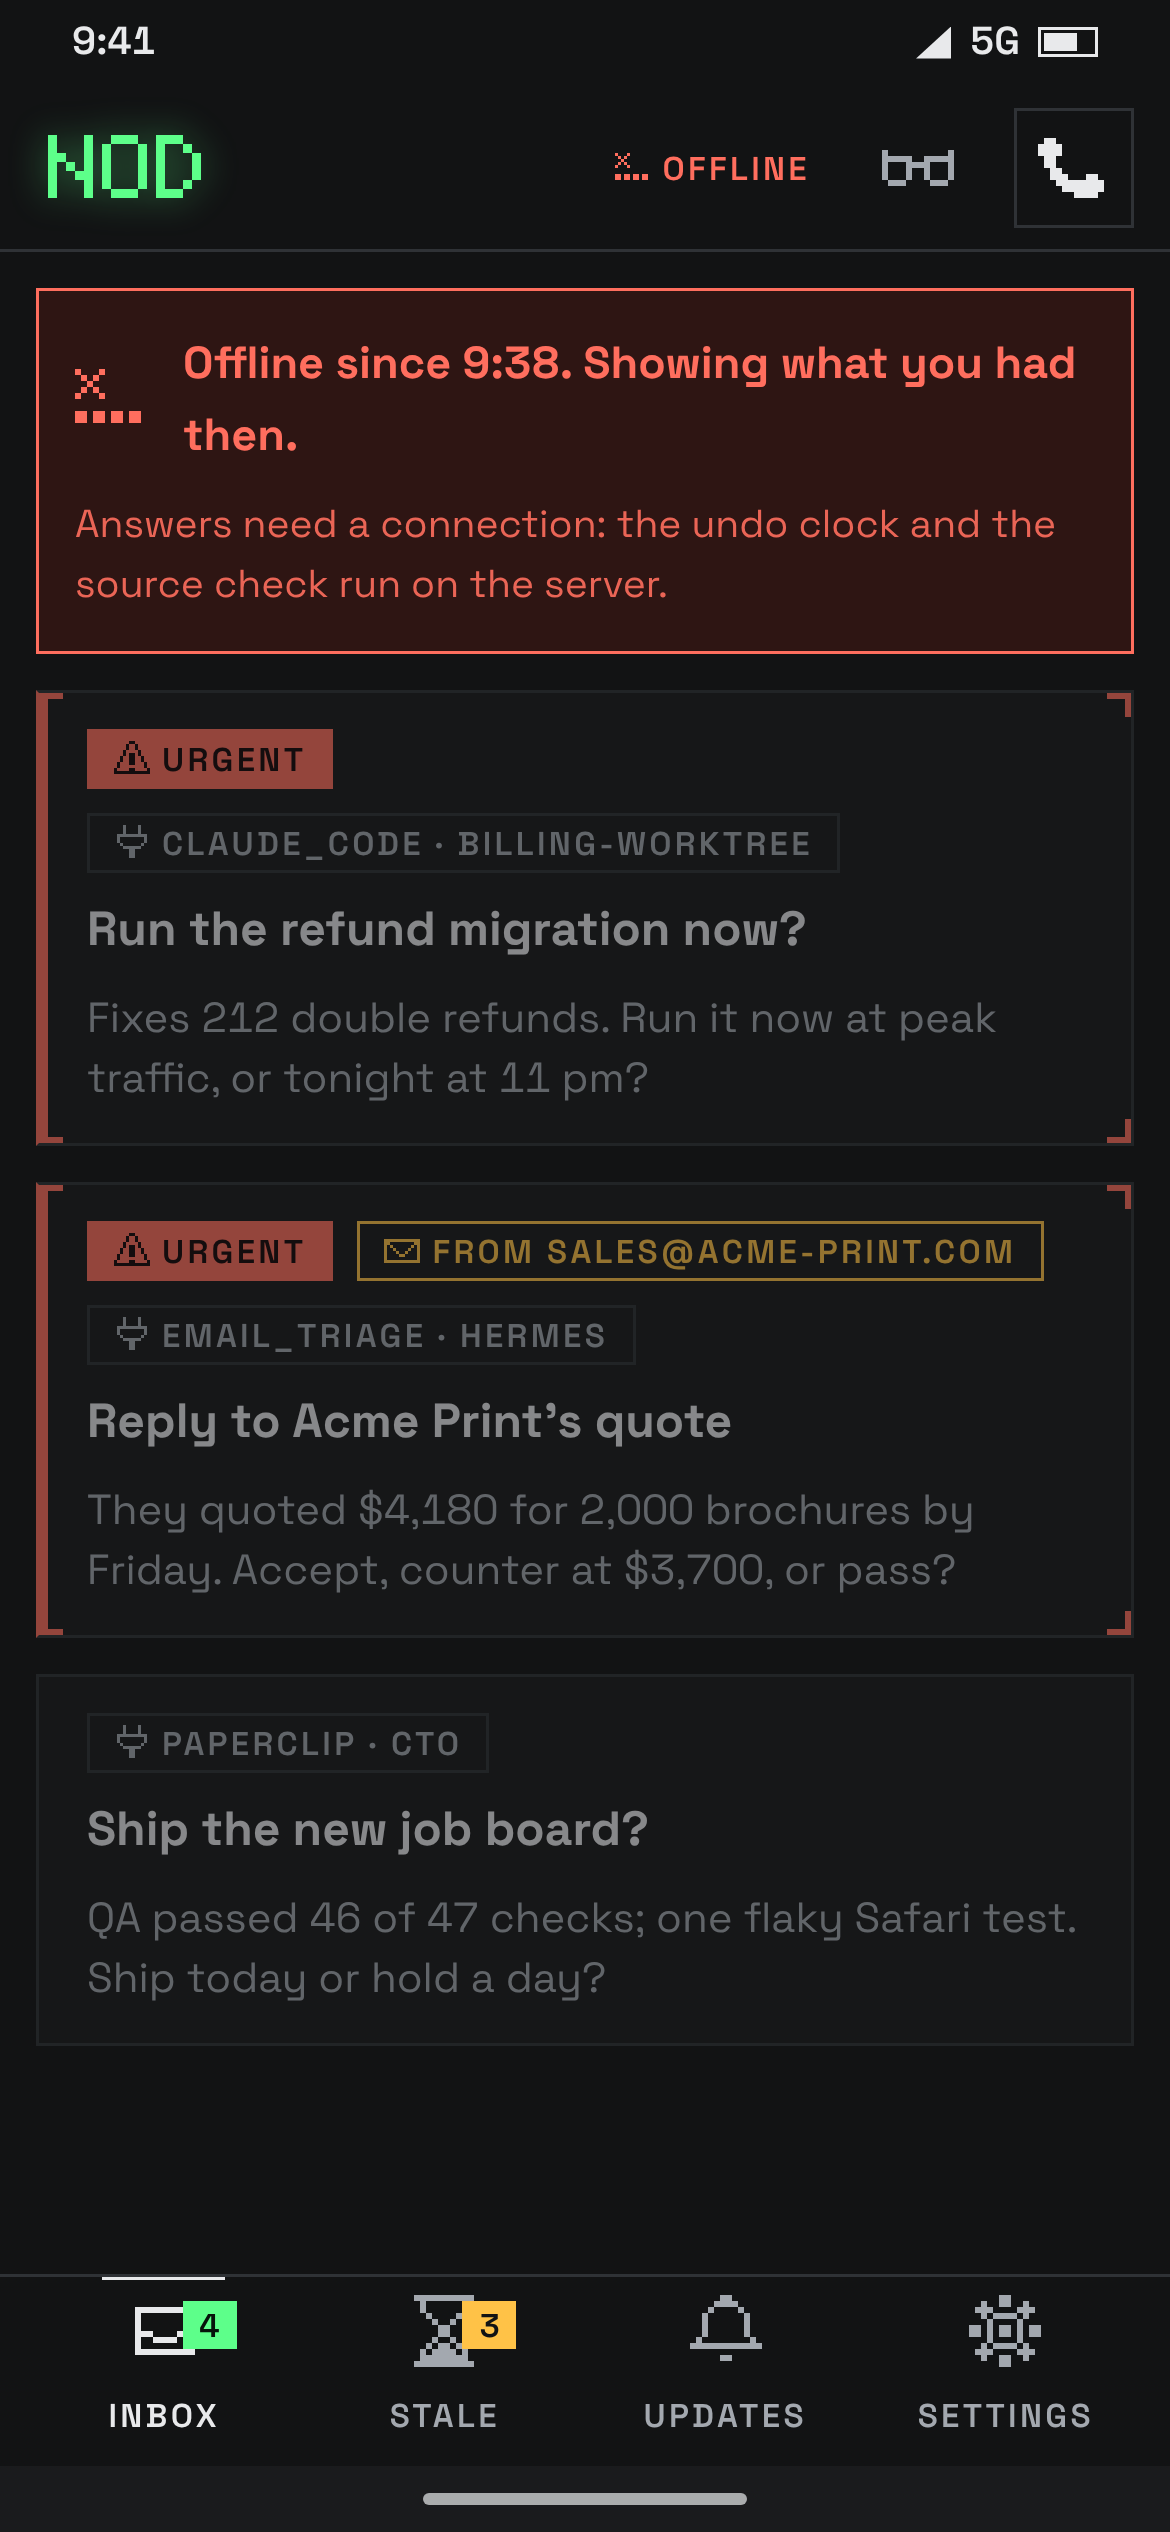 9:41
5G
NOD
OFFLINE
Offline since 9:38. Showing what you had
then.
Answers need a connection: the undo clock and the
source check run on the server.
URGENT
CLAUDE_CODE · BILLING-WORKTREE
Run the refund migration now?
Fixes 212 double refunds. Run it now at peak
traffic, or tonight at 11 pm?
URGENT
FROM SALES@ACME-PRINT.COM
EMAIL_TRIAGE · HERMES
Reply to Acme Print’s quote
They quoted $4,180 for 2,000 brochures by
Friday. Accept, counter at $3,700, or pass?
PAPERCLIP · CTO
Ship the new job board?
QA passed 46 of 47 checks; one flaky Safari test.
Ship today or hold a day?
4
3
INBOX
STALE
UPDATES
SETTINGS